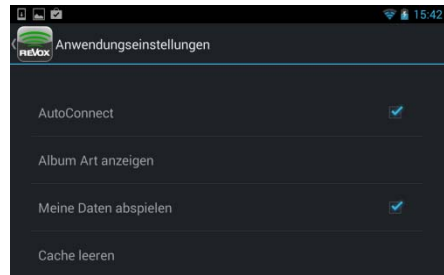 15:42
REVOX
Anwendungseinstellungen
AutoConnect
Album Art anzeigen
Meine Daten abspielen
Cache leeren